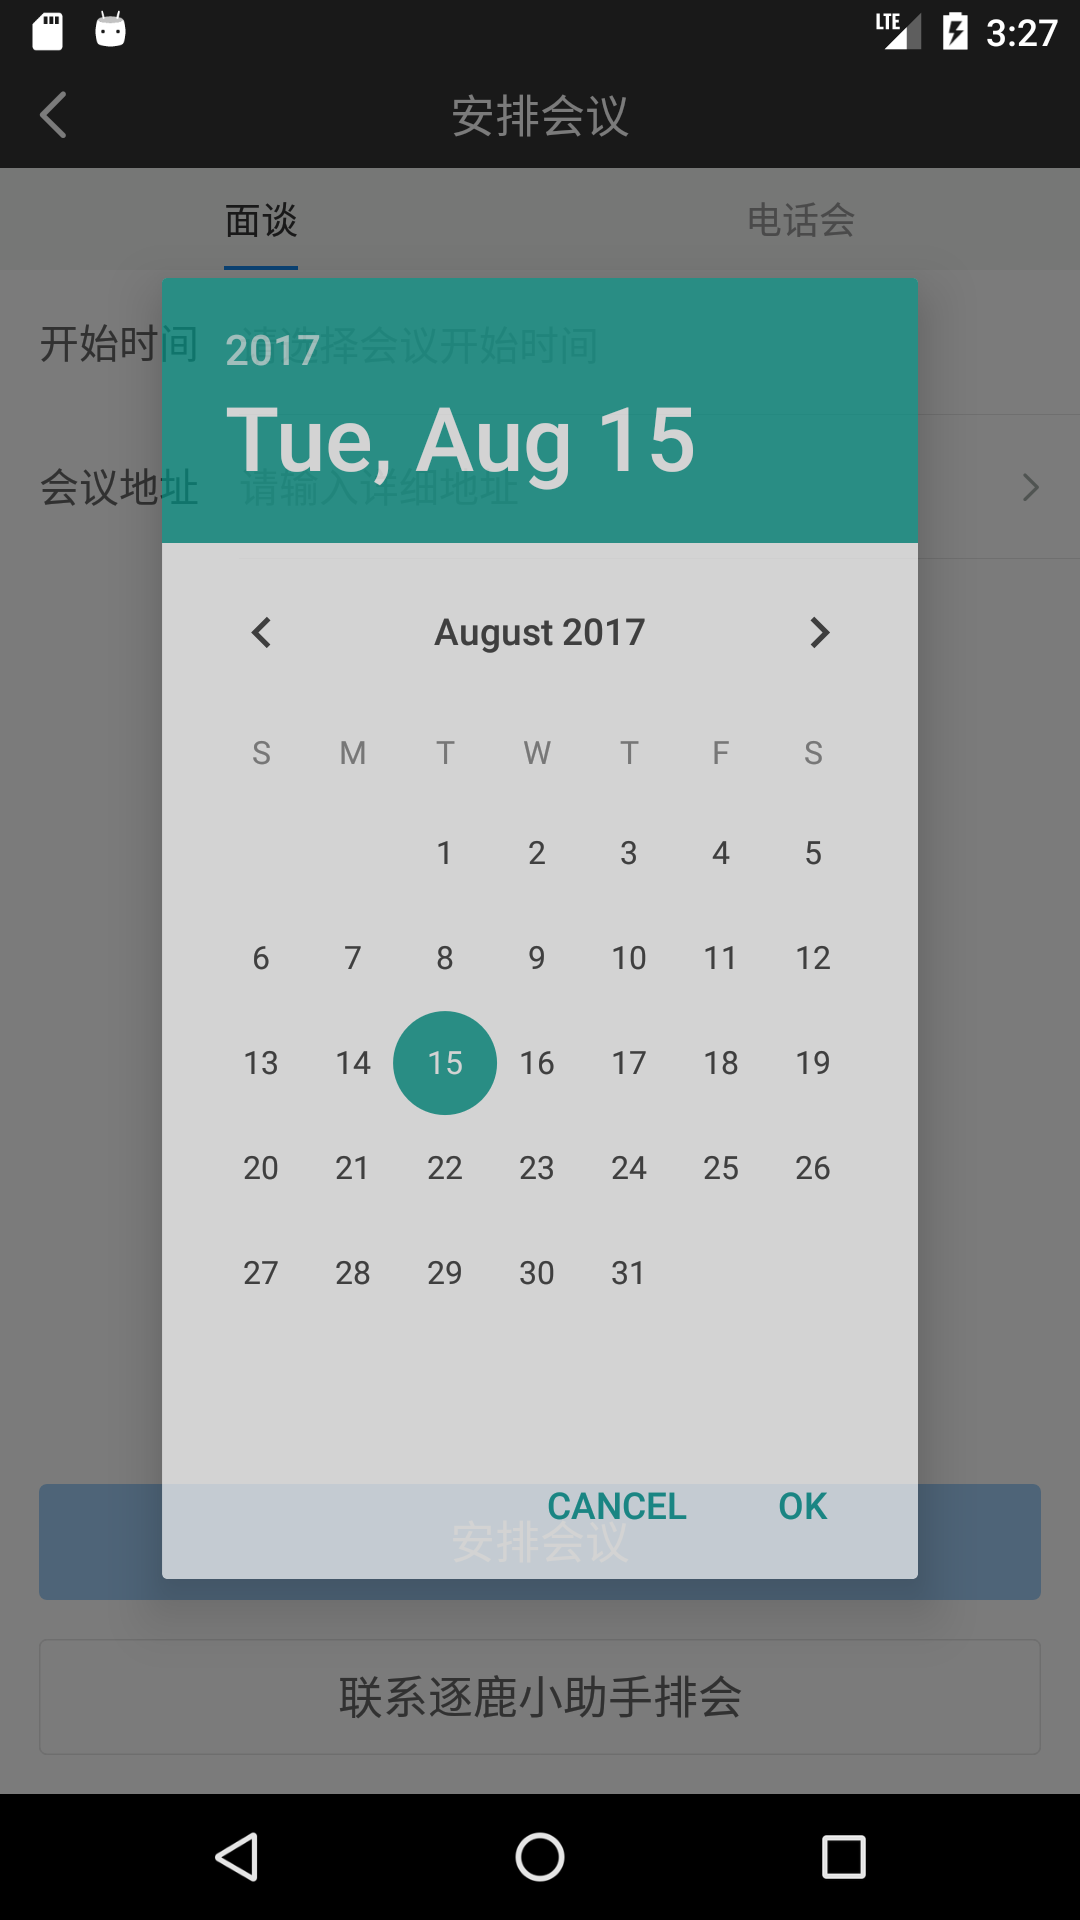 LTE 3:27
安排会议
面谈 电话会
开始时间 请选择会议开始时间
2017
Tue, Aug 15
会议地址 请输入详细地址
August 2017
S M T W T F S
1 2 3 4 5
6 7 8 9 10 11 12
13 14 15 16 17 18 19
20 21 22 23 24 25 26
27 28 29 30 31
CANCEL OK
安排会议
联系逐鹿小助手排会